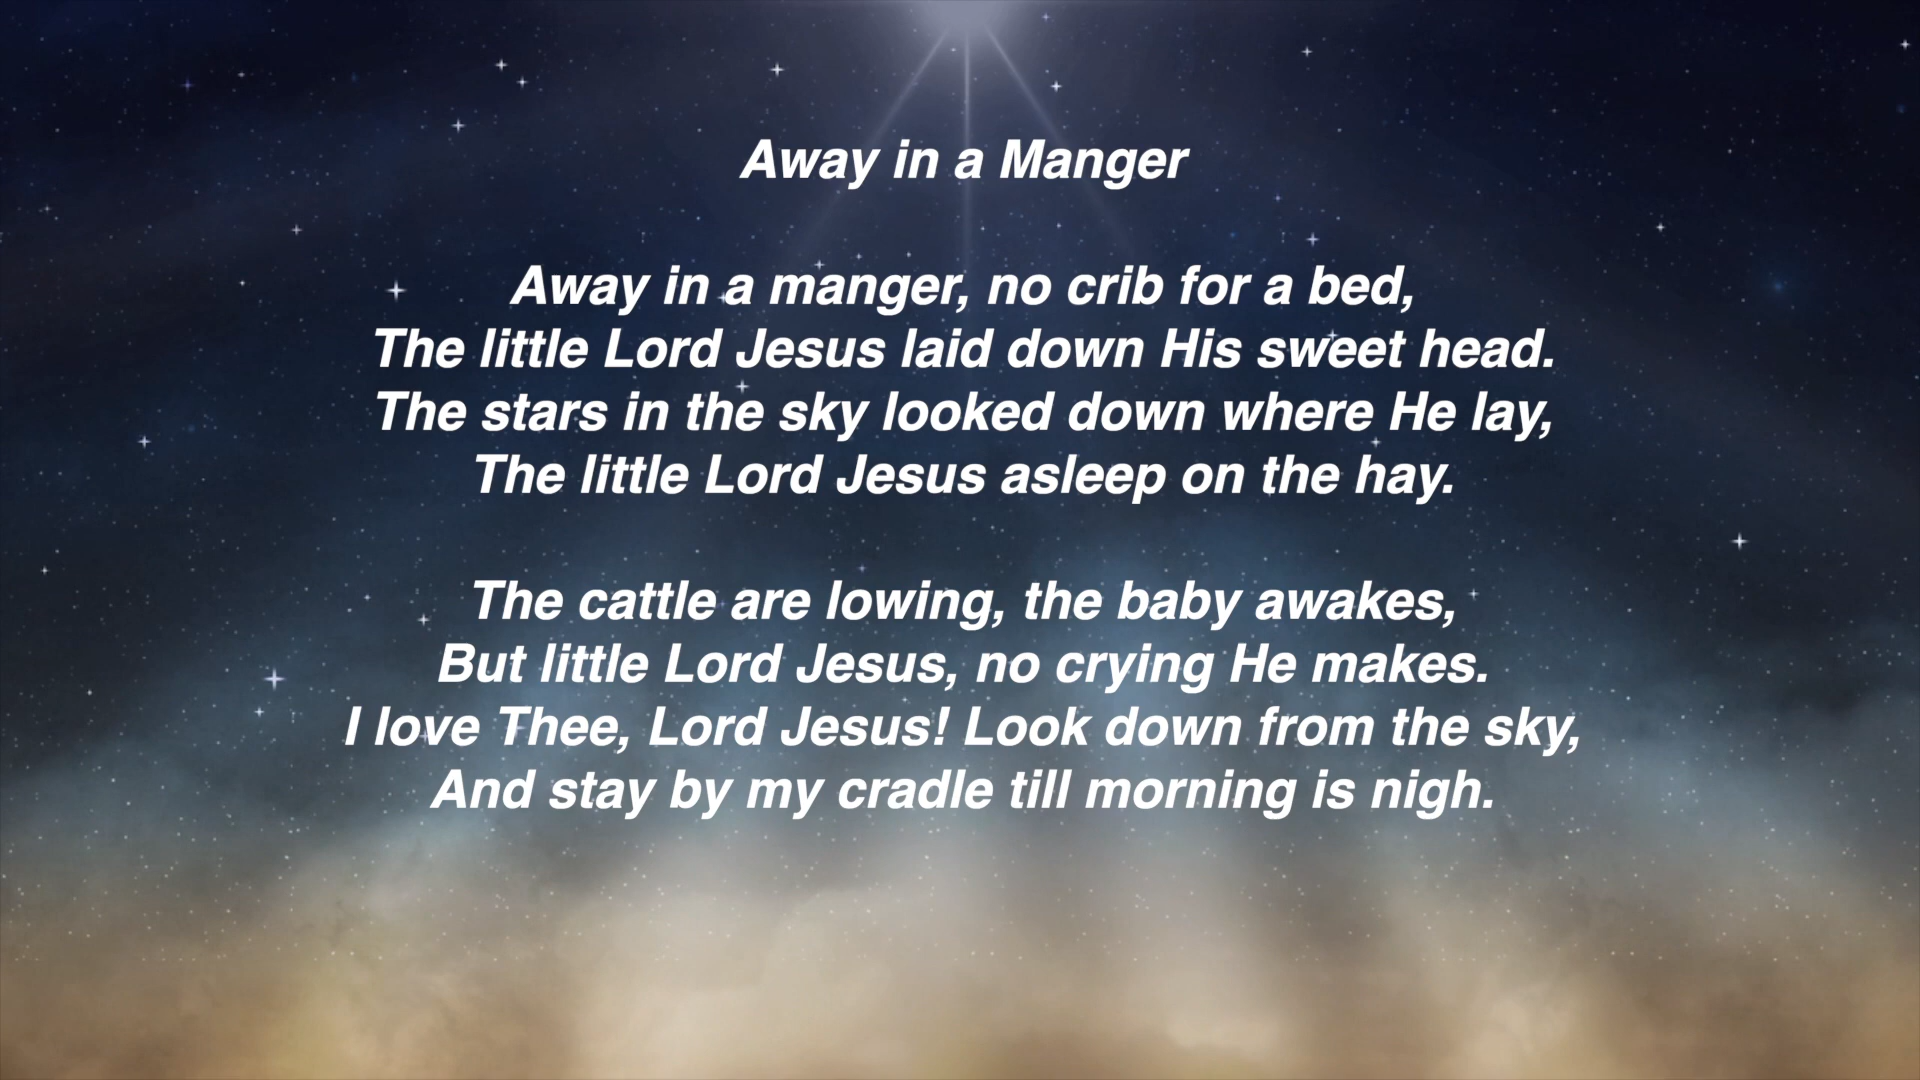 Away in a Manger
Away in a manger, no crib for a bed,
The little Lord Jesus laid down His sweet head.
The stars in the sky looked down where He lay,
The little Lord Jesus asleep on the hay.
The cattle are lowing, the baby awakes,
But little Lord Jesus, no crying He makes.
I love Thee, Lord Jesus! Look down from the sky,
And stay by my cradle till morning is nigh.